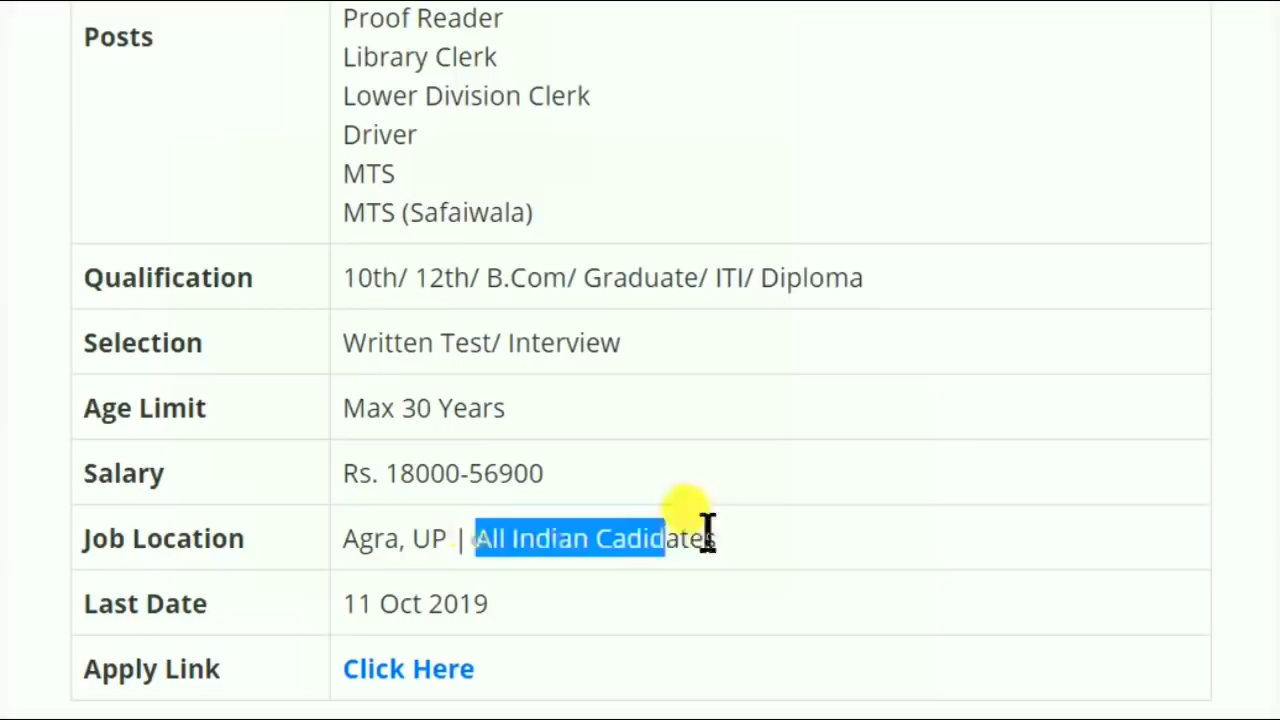 Posts
Proof Reader
Library Clerk
Lower Division Clerk
Driver
MTS
MTS (Safaiwala)
Qualification 10th/ 12th/ B.Com/ Graduate/ ITI/ Diploma
Selection Written Test/ Interview
Age Limit Max 30 Years
Salary Rs. 18000-56900
Job Location Agra, UP | All Indian Cadidates
Last Date 11 Oct 2019
Apply Link Click Here